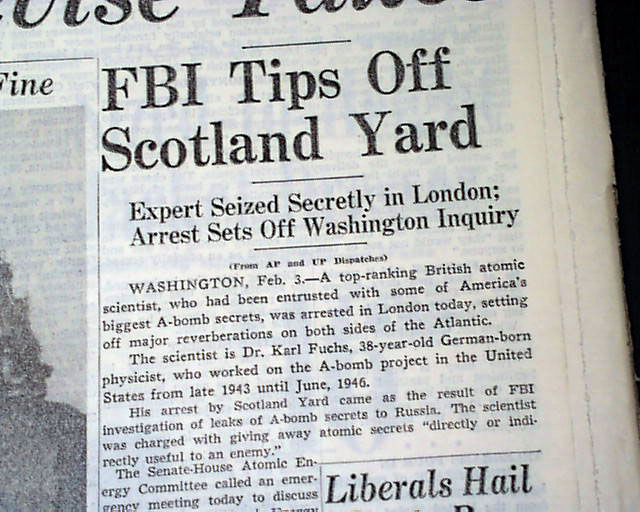 Fine
FBI Tips Off
Scotland Yard
Expert Seized Secretly in London;
Arrest Sets Off Washington Inquiry
(From AP and UP Dispatches)
WASHINGTON, Feb. 3.—A top-ranking British atomic
scientist, who had been entrusted with some of America's
biggest A-bomb secrets, was arrested in London today, setting
off major reverberations on both sides of the Atlantic.
The scientist is Dr. Karl Fuchs, 38-year-old German-born
physicist, who worked on the A-bomb project in the United
States from late 1943 until June, 1946.
His arrest by Scotland Yard came as the result of FBI
investigation of leaks of A-bomb secrets to Russia. The scientist
was charged with giving away atomic secrets "directly or indi-
rectly useful to an enemy."
The Senate-House Atomic En-
ergy Committee called an emer-
gency meeting today to discuss
Liberals Hail